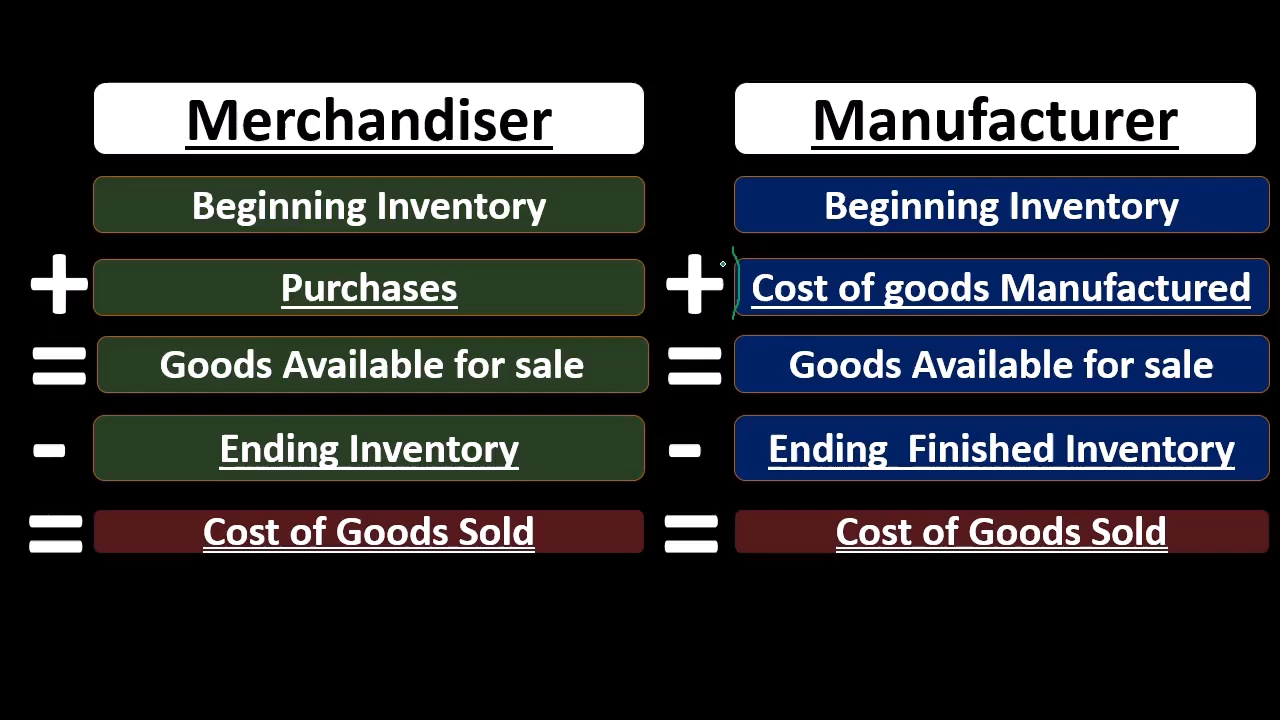 Merchandiser
Beginning Inventory
+ Purchases
= Goods Available for sale
- Ending Inventory
= Cost of Goods Sold
Manufacturer
Beginning Inventory
+ Cost of goods Manufactured
= Goods Available for sale
- Ending Finished Inventory
= Cost of Goods Sold